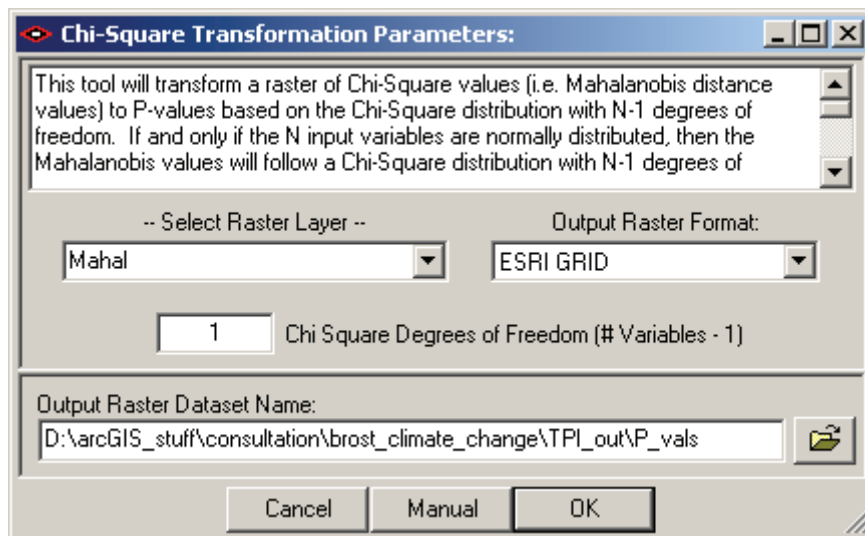 Chi-Square Transformation Parameters:
This tool will transform a raster of Chi-Square values (i.e. Mahalanobis distance
values) to P-values based on the Chi-Square distribution with N-1 degrees of
freedom.  If and only if the N input variables are normally distributed, then the
Mahalanobis values will follow a Chi-Square distribution with N-1 degrees of
-- Select Raster Layer --
Output Raster Format:
Mahal
ESRI GRID
1 Chi Square Degrees of Freedom (# Variables - 1)
Output Raster Dataset Name:
D:\arcGIS_stuff\consultation\brost_climate_change\TPI_out\P_vals
Cancel Manual OK